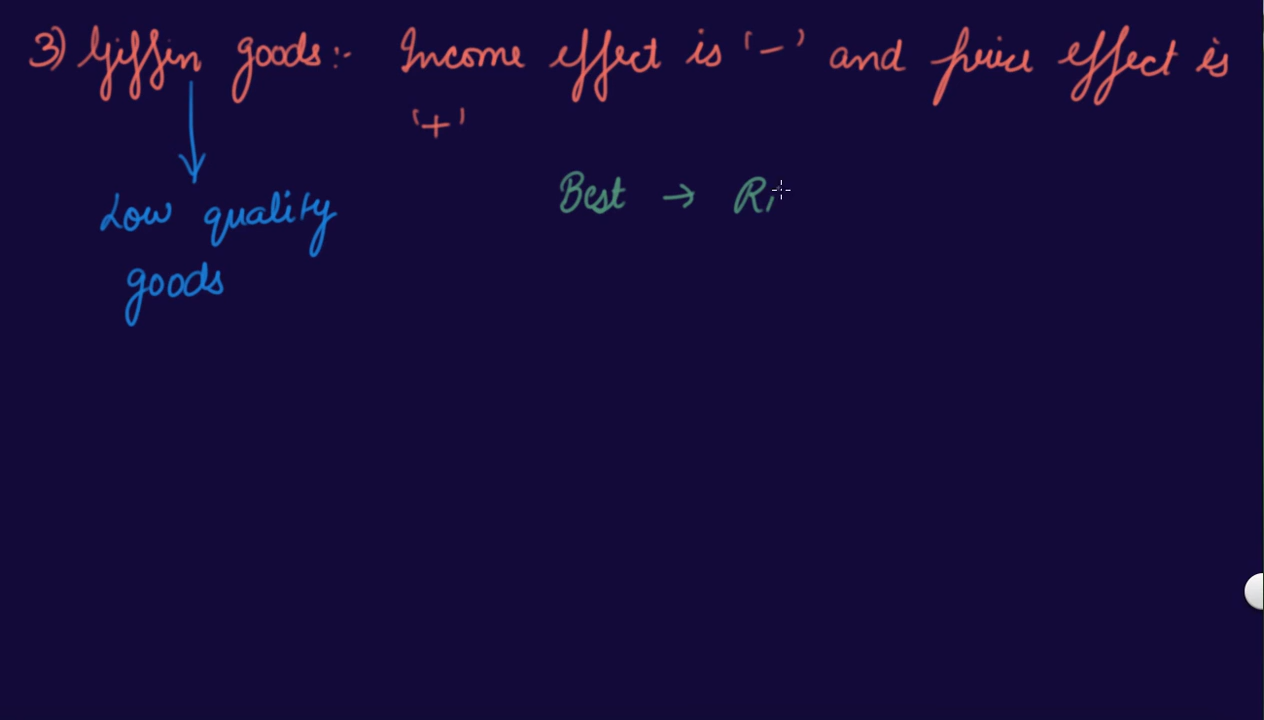 3) Giffin goods:- Income effect is '-' and price effect is
'+'
Best → Ri
Low quality
goods